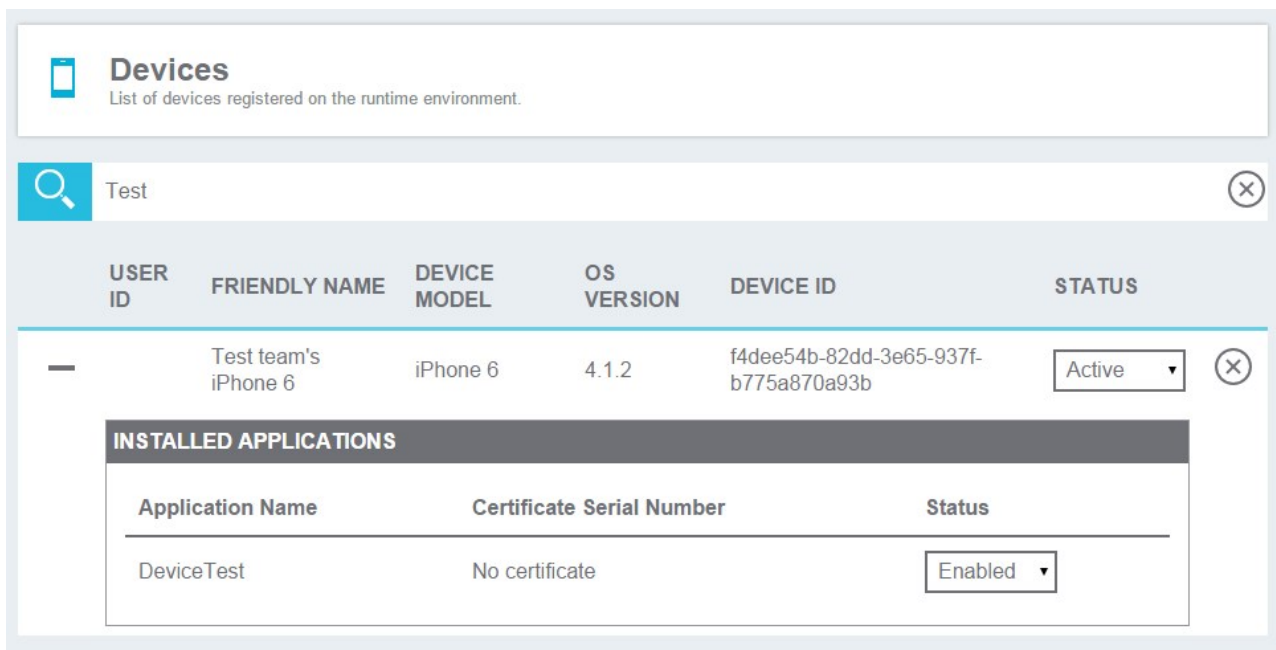 Devices
List of devices registered on the runtime environment.
Test
USER ID FRIENDLY NAME DEVICE MODEL OS VERSION DEVICE ID STATUS
Test team's iPhone 6 iPhone 6 4.1.2 f4dee54b-82dd-3e65-937f-b775a870a93b Active
INSTALLED APPLICATIONS
Application Name Certificate Serial Number Status
DeviceTest No certificate Enabled